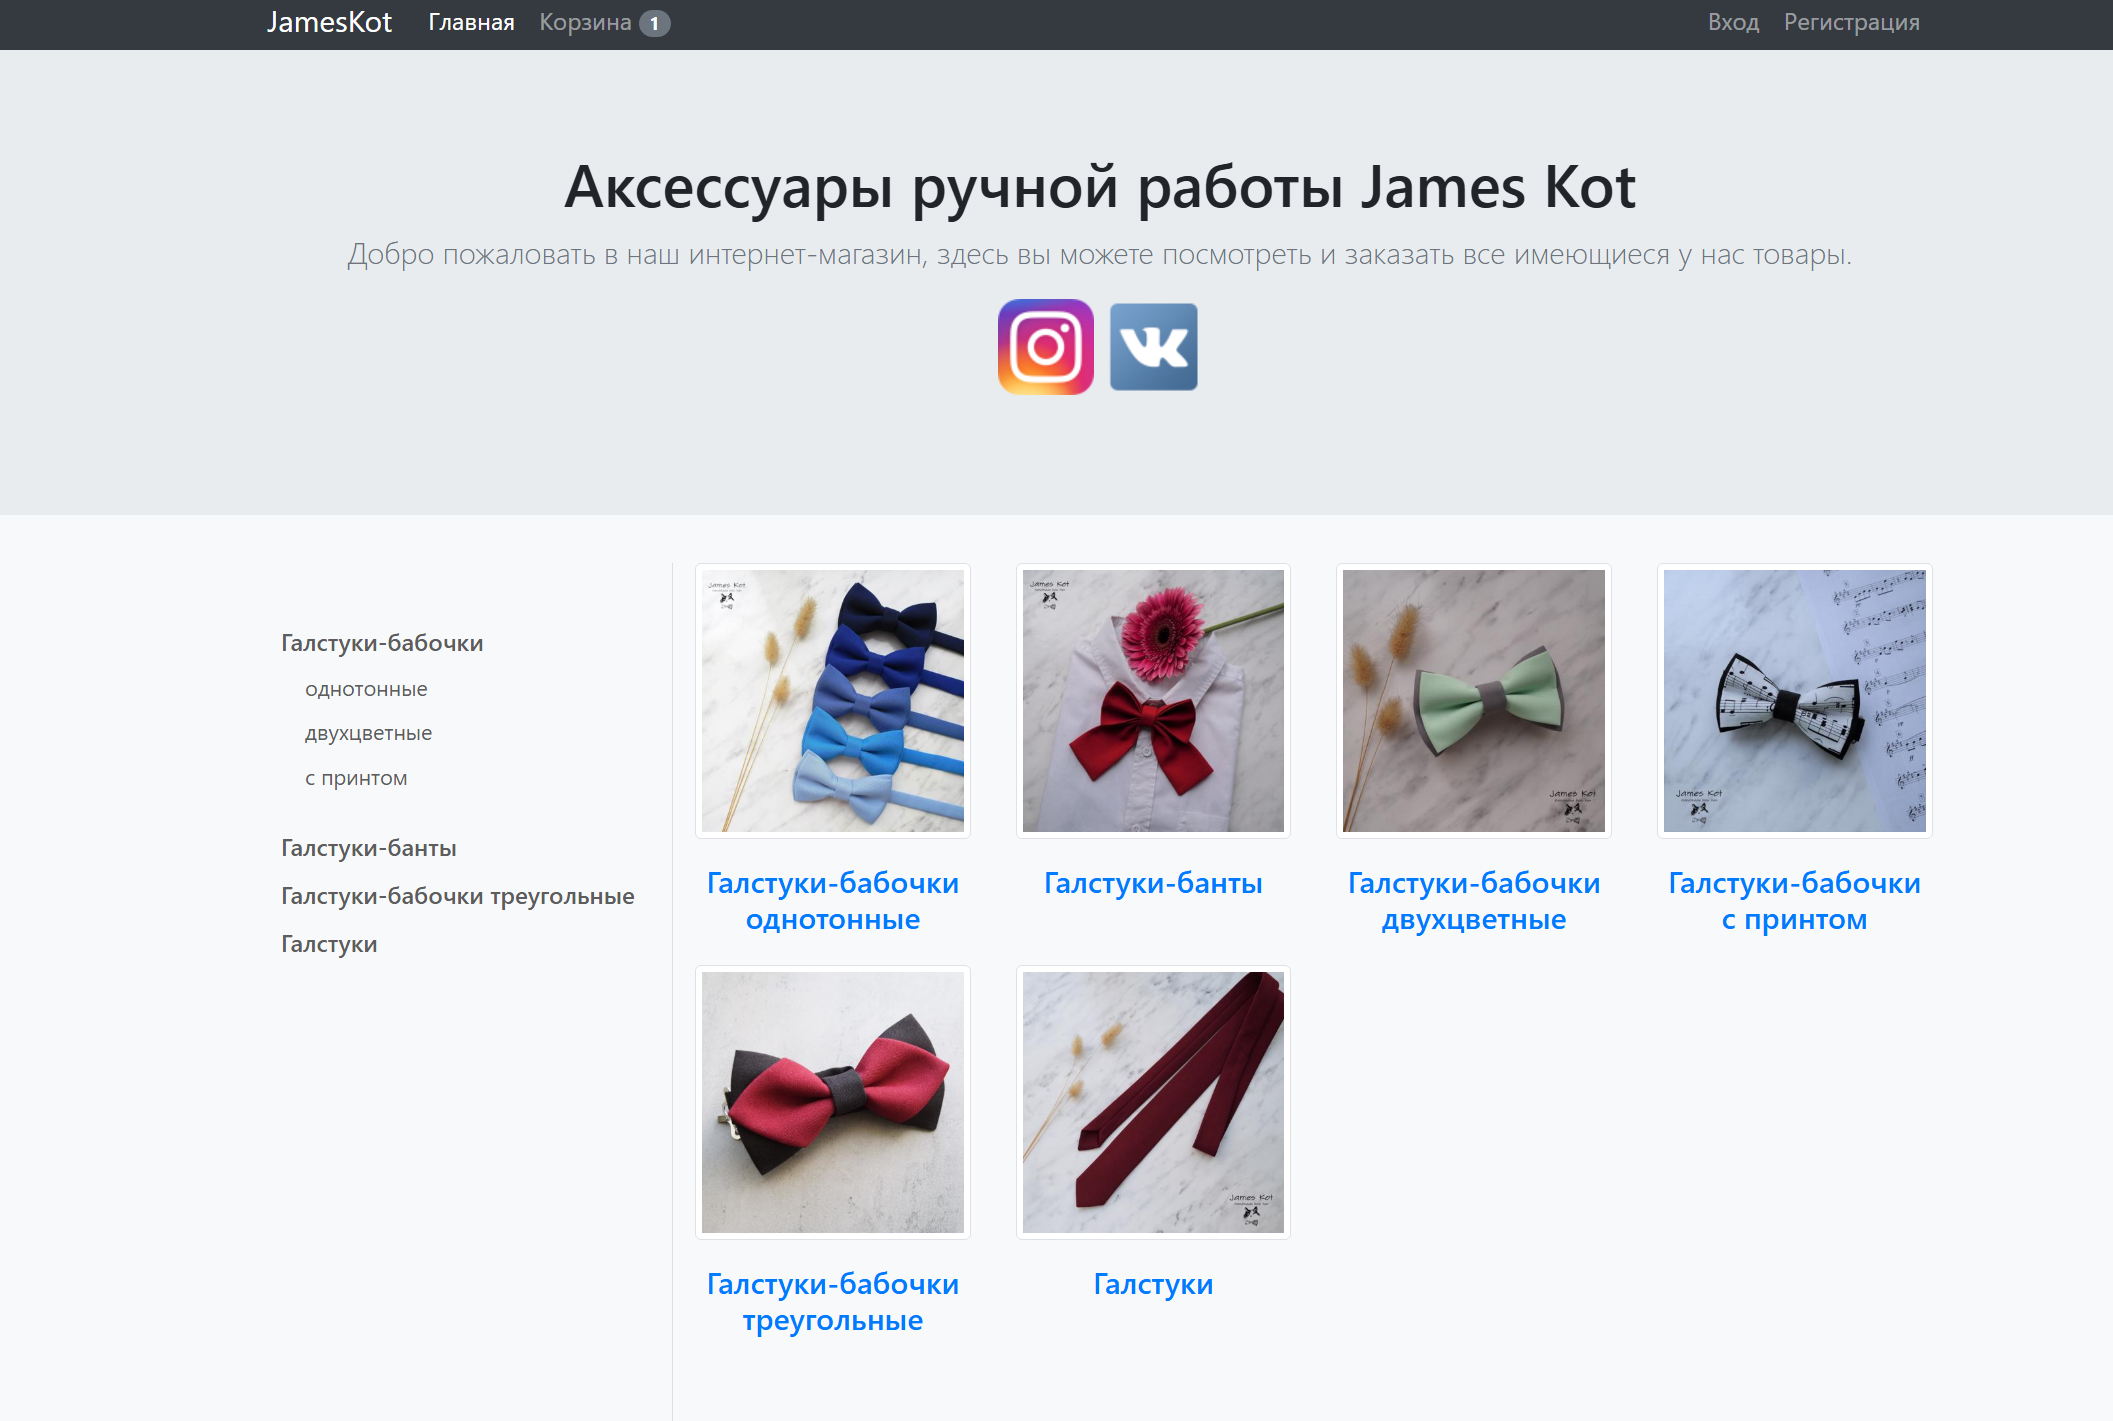 JamesKot
Главная
Корзина 1
Вход
Регистрация
Аксессуары ручной работы James Kot
Добро пожаловать в наш интернет-магазин, здесь вы можете посмотреть и заказать все имеющиеся у нас товары.
Галстуки-бабочки
однотонные
двухцветные
с принтом
Галстуки-банты
Галстуки-бабочки треугольные
Галстуки
James Kot
Галстуки-бабочки
однотонные
James Kot
Галстуки-банты
James Kot
Галстуки-бабочки
двухцветные
James Kot
Галстуки-бабочки
с принтом
Галстуки-бабочки
треугольные
James Kot
Галстуки